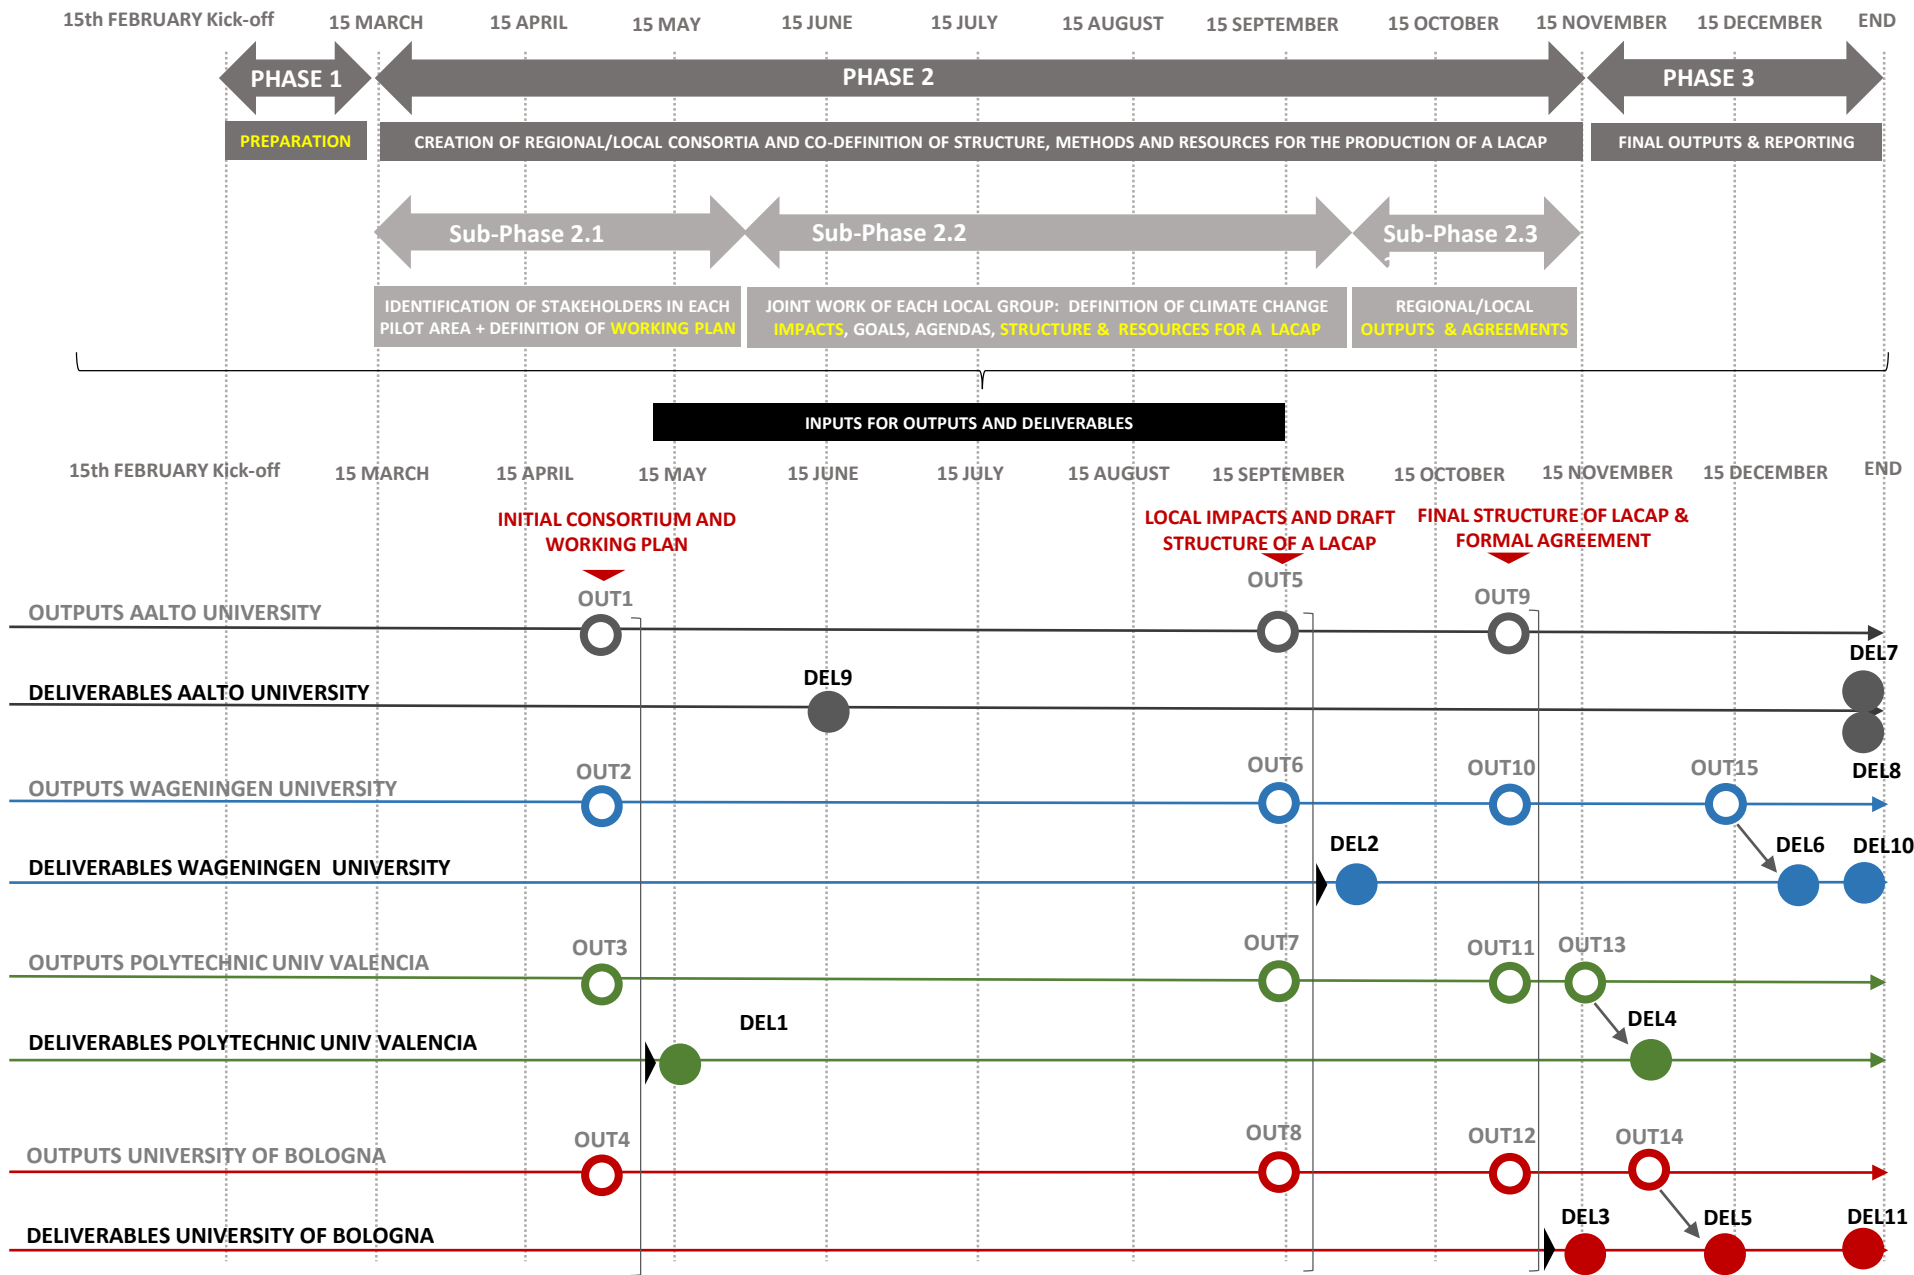 15th FEBRUARY Kick-off 15 MARCH 15 APRIL 15 MAY 15 JUNE 15 JULY 15 AUGUST 15 SEPTEMBER 15 OCTOBER 15 NOVEMBER 15 DECEMBER END
PHASE 1 PHASE 2 PHASE 3
PREPARATION CREATION OF REGIONAL/LOCAL CONSORTIA AND CO-DEFINITION OF STRUCTURE, METHODS AND RESOURCES FOR THE PRODUCTION OF A LACAP FINAL OUTPUTS & REPORTING
Sub-Phase 2.1 Sub-Phase 2.2 Sub-Phase 2.3
IDENTIFICATION OF STAKEHOLDERS IN EACH
PILOT AREA + DEFINITION OF WORKING PLAN
JOINT WORK OF EACH LOCAL GROUP: DEFINITION OF CLIMATE CHANGE
IMPACTS, GOALS, AGENDAS, STRUCTURE & RESOURCES FOR A LACAP
REGIONAL/LOCAL
OUTPUTS & AGREEMENTS
INPUTS FOR OUTPUTS AND DELIVERABLES
15th FEBRUARY Kick-off 15 MARCH 15 APRIL 15 MAY 15 JUNE 15 JULY 15 AUGUST 15 SEPTEMBER 15 OCTOBER 15 NOVEMBER 15 DECEMBER END
INITIAL CONSORTIUM AND
WORKING PLAN
LOCAL IMPACTS AND DRAFT
STRUCTURE OF A LACAP
FINAL STRUCTURE OF LACAP &
FORMAL AGREEMENT
OUTPUTS AALTO UNIVERSITY OUT1 OUT5 OUT9
DELIVERABLES AALTO UNIVERSITY DEL9 DEL7
DEL8
OUTPUTS WAGENINGEN UNIVERSITY OUT2 OUT6 OUT10 OUT15
DELIVERABLES WAGENINGEN UNIVERSITY DEL2 DEL6 DEL10
OUTPUTS POLYTECHNIC UNIV VALENCIA OUT3 OUT7 OUT11 OUT13
DELIVERABLES POLYTECHNIC UNIV VALENCIA DEL1 DEL4
OUTPUTS UNIVERSITY OF BOLOGNA OUT4 OUT8 OUT12 OUT14
DELIVERABLES UNIVERSITY OF BOLOGNA DEL3 DEL5 DEL11